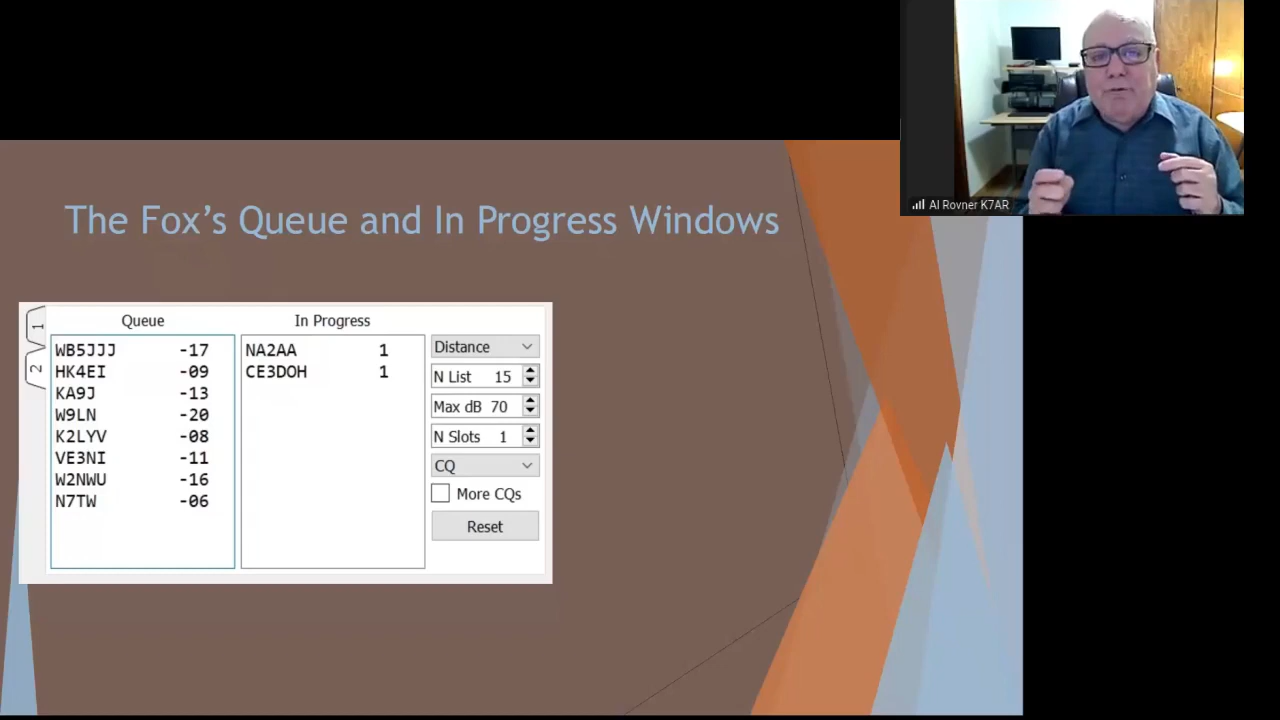 Al Rovner K7AR
The Fox's Queue and In Progress Windows
1
2
Queue
WB5JJJ -17
HK4EI -09
KA9J -13
W9LN -20
K2LYV -08
VE3NI -11
W2NWU -16
N7TW -06
In Progress
NA2AA 1
CE3DOH 1
Distance
N List 15
Max dB 70
N Slots 1
CQ
More CQs
Reset